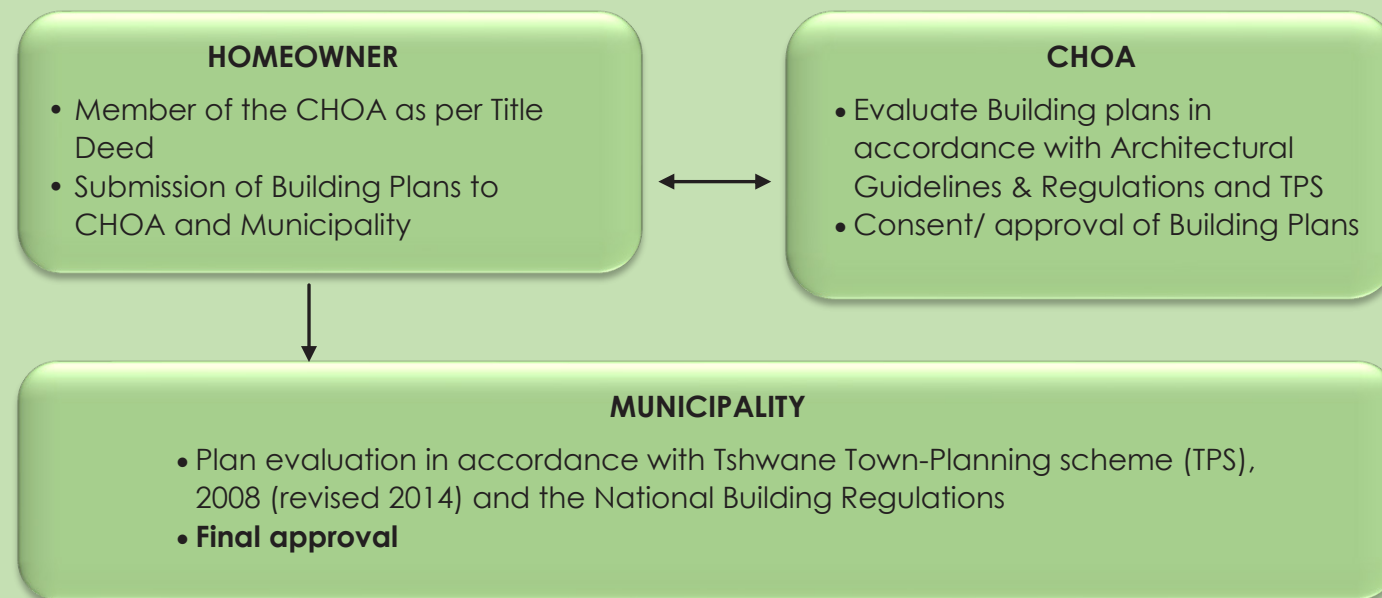 HOMEOWNER
• Member of the CHOA as per Title
Deed
• Submission of Building Plans to
CHOA and Municipality
CHOA
• Evaluate Building plans in
accordance with Architectural
Guidelines & Regulations and TPS
• Consent/ approval of Building Plans
MUNICIPALITY
• Plan evaluation in accordance with Tshwane Town-Planning scheme (TPS),
2008 (revised 2014) and the National Building Regulations
• Final approval